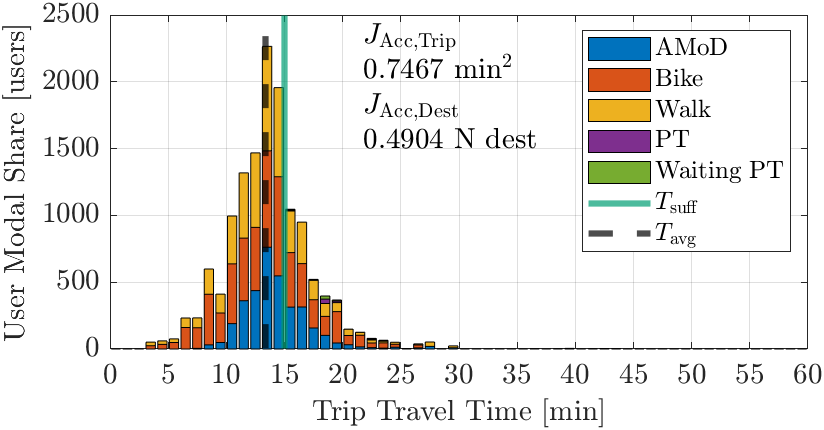 2500
2000
1500
1000
500
0
User Modal Share [users]
0 5 10 15 20 25 30 35 40 45 50 55 60
Trip Travel Time [min]
J_Acc,Trip
0.7467 min²
J_Acc,Dest
0.4904 N dest
AMoD
Bike
Walk
PT
Waiting PT
T_suff
T_avg